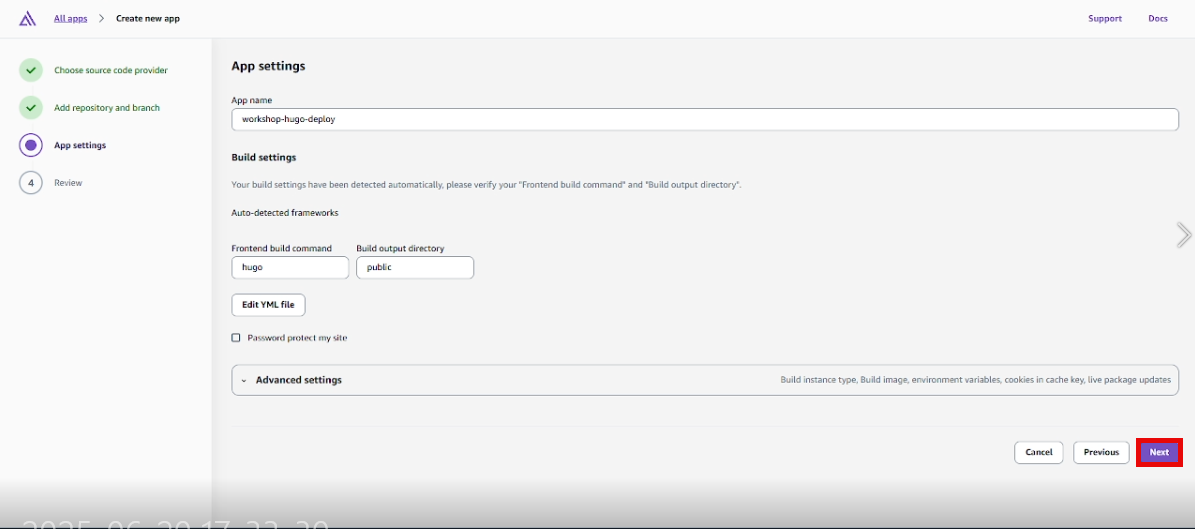 All apps > Create new app
Support Docs
Choose source code provider
Add repository and branch
App settings
4 Review
App settings
App name
workshop-hugo-deploy
Build settings
Your build settings have been detected automatically, please verify your "Frontend build command" and "Build output directory".
Auto-detected frameworks
Frontend build command Build output directory
hugo public
Edit YML file
Password protect my site
Advanced settings Build instance type, Build image, environment variables, cookies in cache key, live package updates
Cancel Previous Next